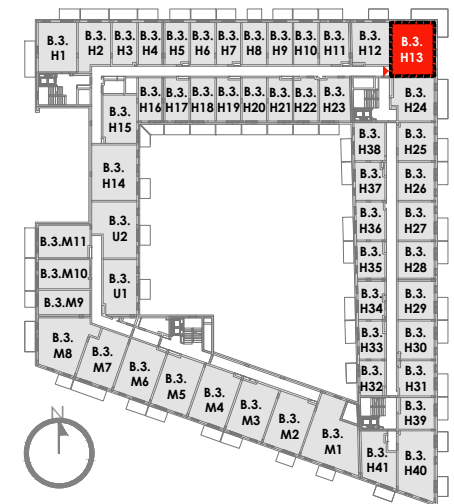 B.3. H1
B.3. H2
B.3. H3
B.3. H4
B.3. H5
B.3. H6
B.3. H7
B.3. H8
B.3. H9
B.3. H10
B.3. H11
B.3. H12
B.3. H13
B.3. H16
B.3. H17
B.3. H18
B.3. H19
B.3. H20
B.3. H21
B.3. H22
B.3. H23
B.3. H24
B.3. H15
B.3. H38
B.3. H25
B.3. H14
B.3. H37
B.3. H26
B.3. U2
B.3. H36
B.3. H27
B.3.M11
B.3. H35
B.3. H28
B.3.M10
B.3. U1
B.3.M9
B.3. H34
B.3. H29
B.3. M8
B.3. M7
B.3. M6
B.3. M5
B.3. M4
B.3. M3
B.3. M2
B.3. M1
B.3. H33
B.3. H30
B.3. H32
B.3. H31
B.3. H39
B.3. H41
B.3. H40
N